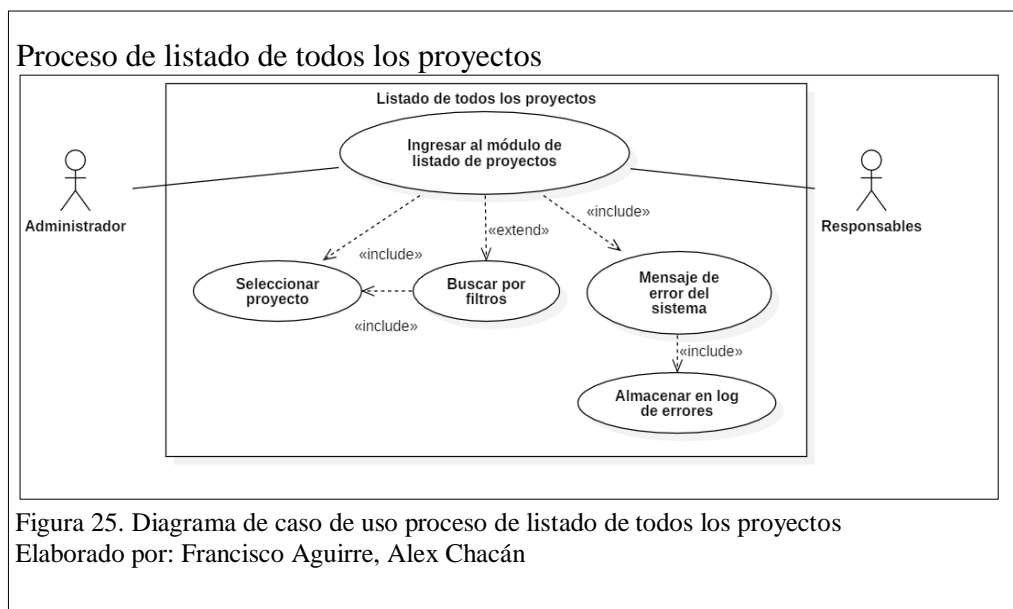 Proceso de listado de todos los proyectos
Listado de todos los proyectos
Ingresar al módulo de
listado de proyectos
Administrador
Responsables
«include»
«extend»
«include»
Seleccionar
proyecto
Buscar por
filtros
Mensaje de
error del
sistema
«include»
«include»
Almacenar en log
de errores
Figura 25. Diagrama de caso de uso proceso de listado de todos los proyectos
Elaborado por: Francisco Aguirre, Alex Chacán